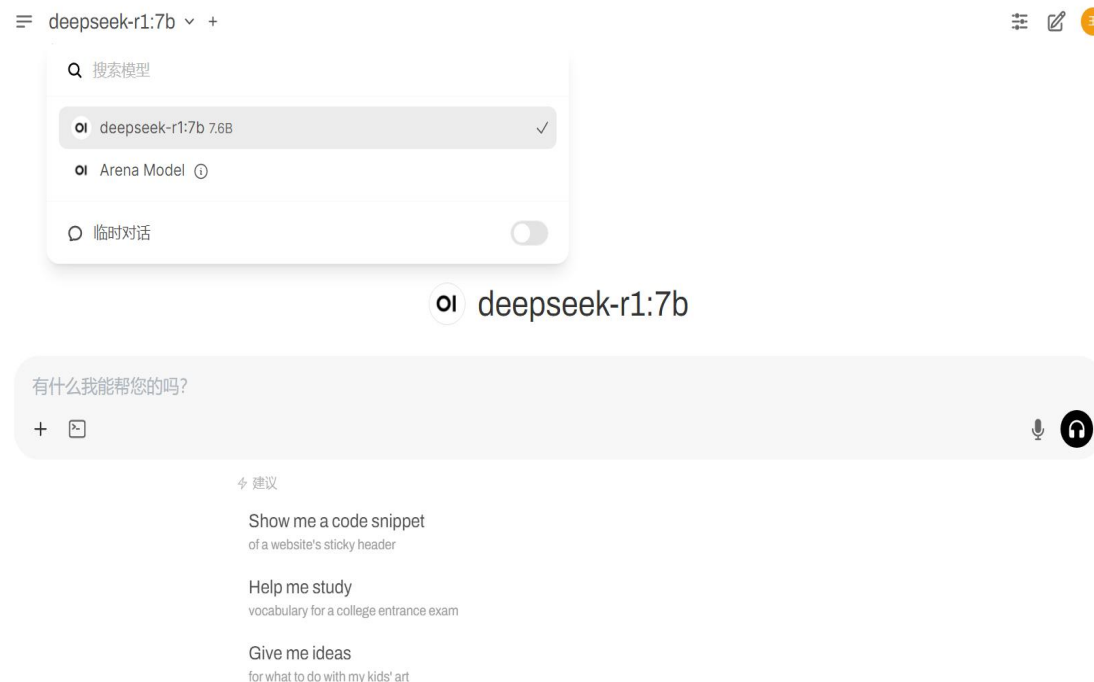 deepseek-r1:7b
搜索模型
OI deepseek-r1:7b 7.6B
OI Arena Model
临时对话
OI deepseek-r1:7b
有什么我能帮您的吗?
建议
Show me a code snippet
of a website's sticky header
Help me study
vocabulary for a college entrance exam
Give me ideas
for what to do with my kids' art